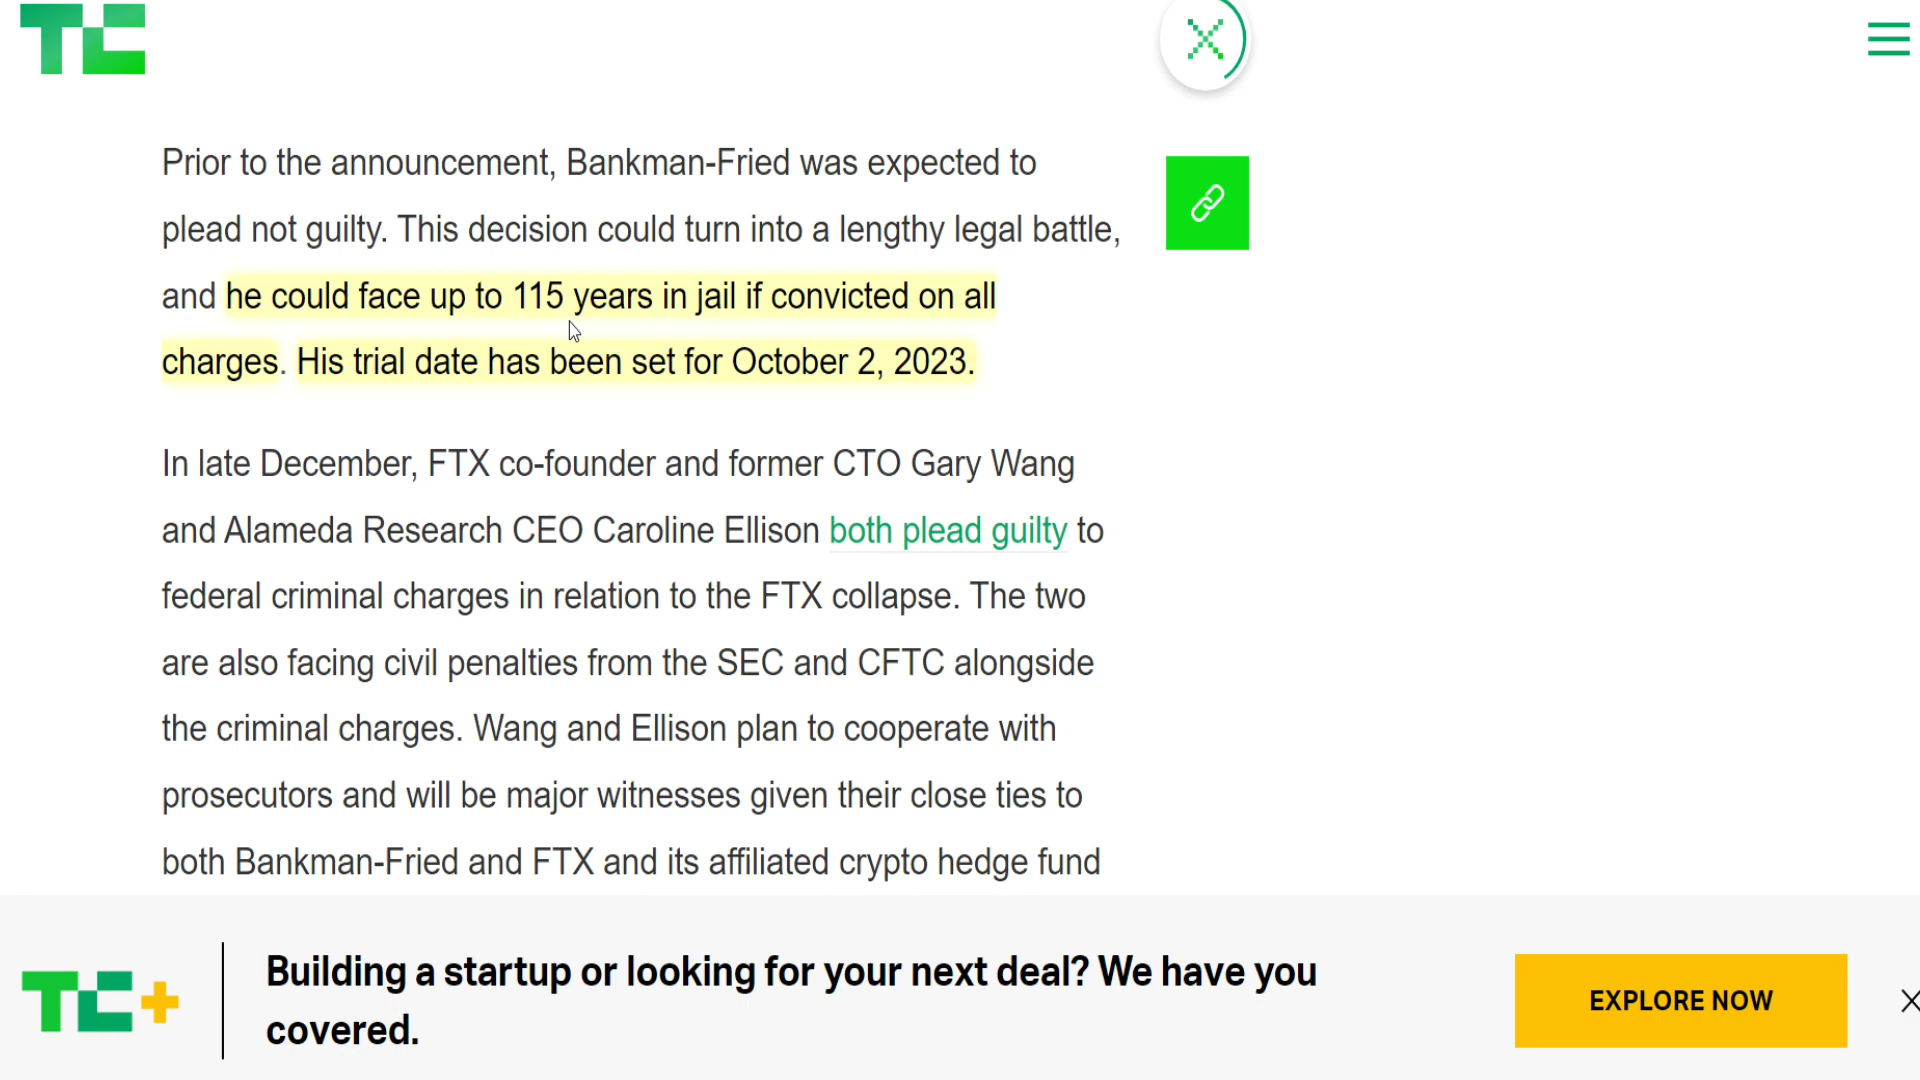 TC
Prior to the announcement, Bankman-Fried was expected to
plead not guilty. This decision could turn into a lengthy legal battle,
and he could face up to 115 years in jail if convicted on all
charges. His trial date has been set for October 2, 2023.
In late December, FTX co-founder and former CTO Gary Wang
and Alameda Research CEO Caroline Ellison both plead guilty to
federal criminal charges in relation to the FTX collapse. The two
are also facing civil penalties from the SEC and CFTC alongside
the criminal charges. Wang and Ellison plan to cooperate with
prosecutors and will be major witnesses given their close ties to
both Bankman-Fried and FTX and its affiliated crypto hedge fund
TC+
Building a startup or looking for your next deal? We have you
covered.
EXPLORE NOW